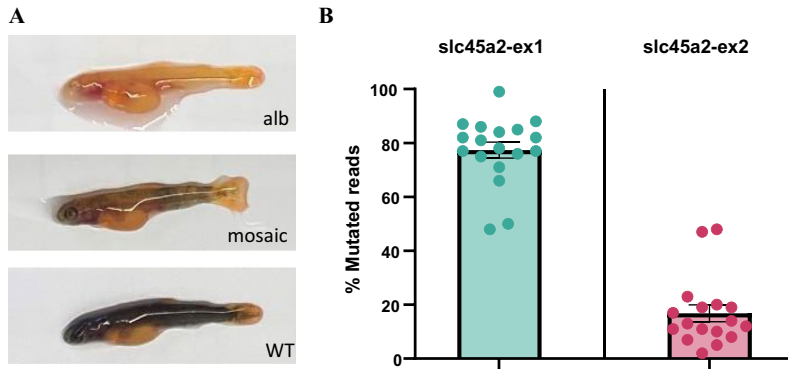 A
alb
mosaic
WT
B
slc45a2-ex1
slc45a2-ex2
% Mutated reads
100
80
60
40
20
0